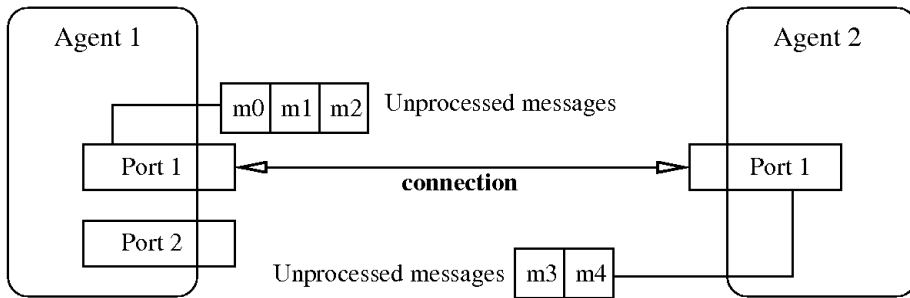 Agent 1
Agent 2
m0 m1 m2 Unprocessed messages
Port 1
connection
Port 1
Port 2
Unprocessed messages m3 m4